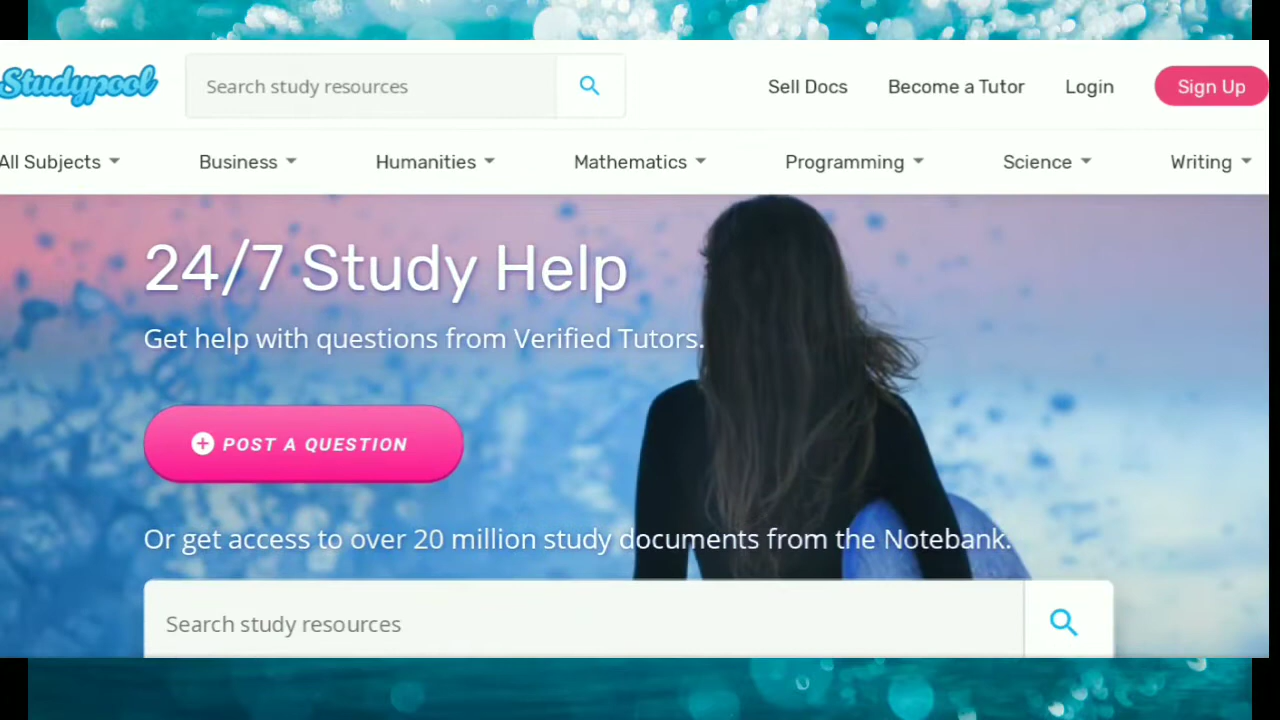 Studypool
Search study resources
Sell Docs
Become a Tutor
Login
Sign Up
All Subjects
Business
Humanities
Mathematics
Programming
Science
Writing
24/7 Study Help
Get help with questions from Verified Tutors.
POST A QUESTION
Or get access to over 20 million study documents from the Notebank.
Search study resources